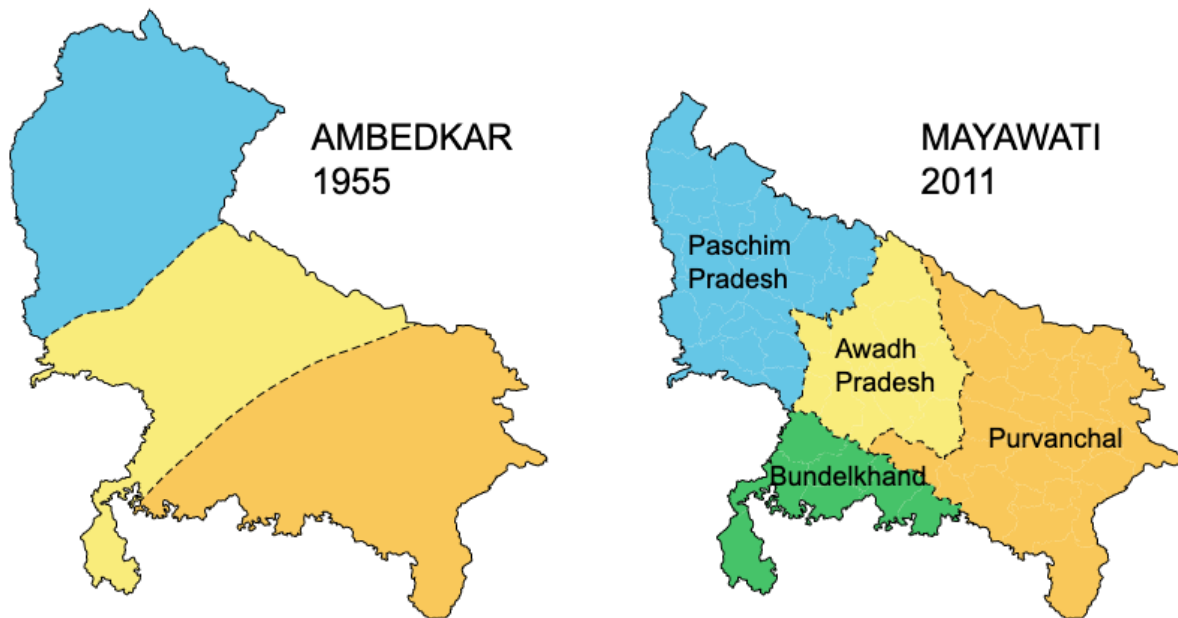 AMBEDKAR
1955
MAYAWATI
2011
Paschim
Pradesh
Awadh
Pradesh
Purvanchal
Bundelkhand